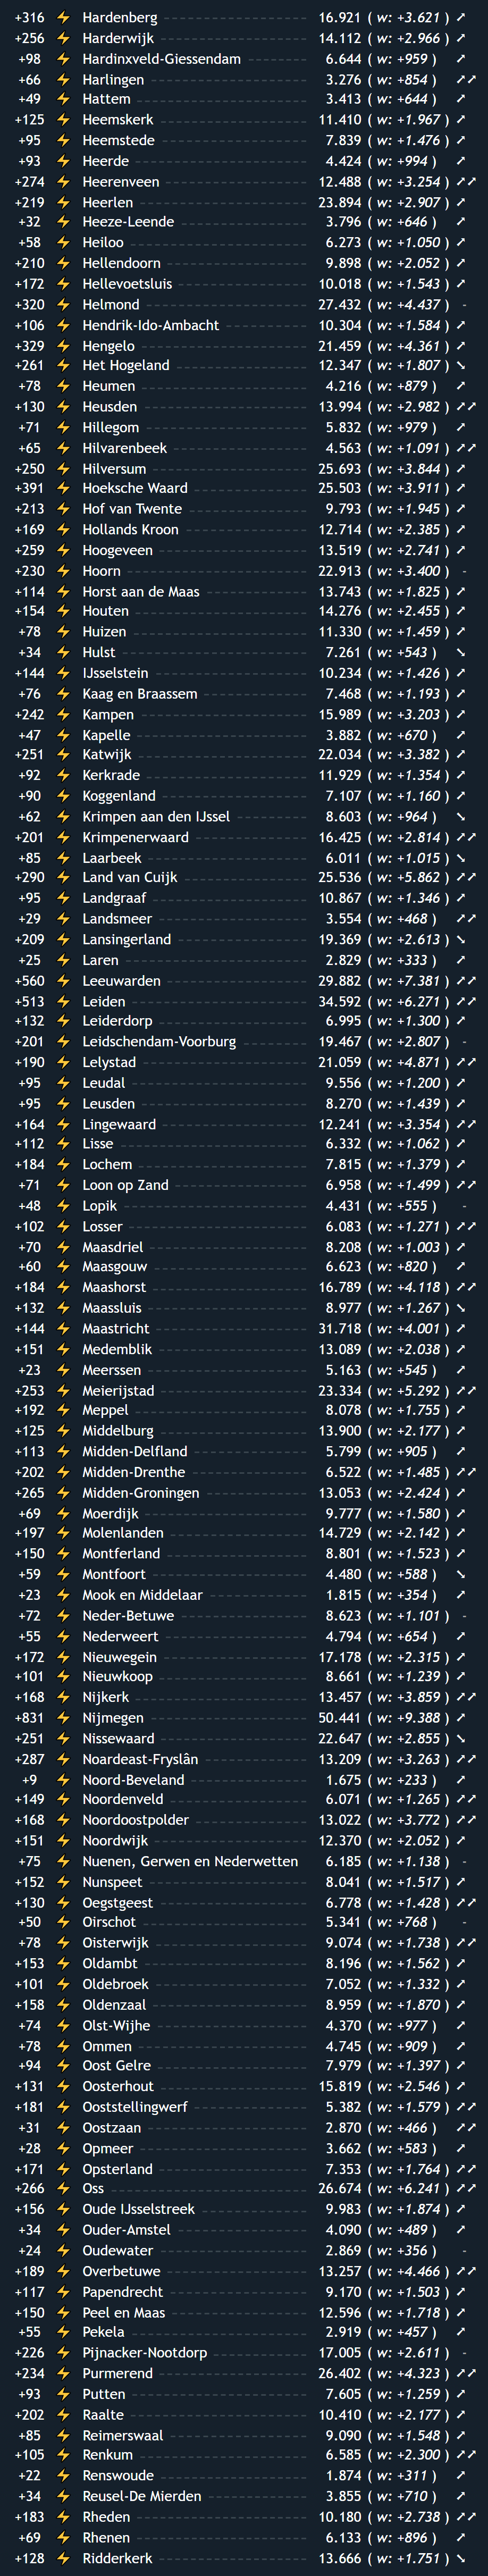 +316 ⚡ Hardenberg 16.921 ( w: +3.621 ) ➚
+256 ⚡ Harderwijk 14.112 ( w: +2.966 ) ➚
+98 ⚡ Hardinxveld-Giessendam 6.644 ( w: +959 ) ➚
+66 ⚡ Harlingen 3.276 ( w: +854 ) ➚➚
+49 ⚡ Hattem 3.413 ( w: +644 ) ➚
+125 ⚡ Heemskerk 11.410 ( w: +1.967 ) ➚
+95 ⚡ Heemstede 7.839 ( w: +1.476 ) ➚
+93 ⚡ Heerde 4.424 ( w: +994 ) ➚
+274 ⚡ Heerenveen 12.488 ( w: +3.254 ) ➚➚
+219 ⚡ Heerlen 23.894 ( w: +2.907 ) ➚
+32 ⚡ Heeze-Leende 3.796 ( w: +646 ) ➚
+58 ⚡ Heiloo 6.273 ( w: +1.050 ) ➚
+210 ⚡ Hellendoorn 9.898 ( w: +2.052 ) ➚
+172 ⚡ Hellevoetsluis 10.018 ( w: +1.543 ) ➚
+320 ⚡ Helmond 27.432 ( w: +4.437 ) -
+106 ⚡ Hendrik-Ido-Ambacht 10.304 ( w: +1.584 ) ➚
+329 ⚡ Hengelo 21.459 ( w: +4.361 ) ➚
+261 ⚡ Het Hogeland 12.347 ( w: +1.807 ) ➘
+78 ⚡ Heumen 4.216 ( w: +879 ) ➚
+130 ⚡ Heusden 13.994 ( w: +2.982 ) ➚➚
+71 ⚡ Hillegom 5.832 ( w: +979 ) ➚
+65 ⚡ Hilvarenbeek 4.563 ( w: +1.091 ) ➚➚
+250 ⚡ Hilversum 25.693 ( w: +3.844 ) ➚
+391 ⚡ Hoeksche Waard 25.503 ( w: +3.911 ) ➚
+213 ⚡ Hof van Twente 9.793 ( w: +1.945 ) ➚
+169 ⚡ Hollands Kroon 12.714 ( w: +2.385 ) ➚
+259 ⚡ Hoogeveen 13.519 ( w: +2.741 ) ➚
+230 ⚡ Hoorn 22.913 ( w: +3.400 ) -
+114 ⚡ Horst aan de Maas 13.743 ( w: +1.825 ) ➚
+154 ⚡ Houten 14.276 ( w: +2.455 ) ➚
+78 ⚡ Huizen 11.330 ( w: +1.459 ) ➚
+34 ⚡ Hulst 7.261 ( w: +543 ) ➘
+144 ⚡ IJsselstein 10.234 ( w: +1.426 ) ➚
+76 ⚡ Kaag en Braassem 7.468 ( w: +1.193 ) ➚
+242 ⚡ Kampen 15.989 ( w: +3.203 ) ➚
+47 ⚡ Kapelle 3.882 ( w: +670 ) ➚
+251 ⚡ Katwijk 22.034 ( w: +3.382 ) ➚
+92 ⚡ Kerkrade 11.929 ( w: +1.354 ) ➚
+90 ⚡ Koggenland 7.107 ( w: +1.160 ) ➚
+62 ⚡ Krimpen aan den IJssel 8.603 ( w: +964 ) ➘
+201 ⚡ Krimpenerwaard 16.425 ( w: +2.814 ) ➚➚
+85 ⚡ Laarbeek 6.011 ( w: +1.015 ) ➘
+290 ⚡ Land van Cuijk 25.536 ( w: +5.862 ) ➚➚
+95 ⚡ Landgraaf 10.867 ( w: +1.346 ) ➚
+29 ⚡ Landsmeer 3.554 ( w: +468 ) ➚➚
+209 ⚡ Lansingerland 19.369 ( w: +2.613 ) ➘
+25 ⚡ Laren 2.829 ( w: +333 ) ➚
+560 ⚡ Leeuwarden 29.882 ( w: +7.381 ) ➚➚
+513 ⚡ Leiden 34.592 ( w: +6.271 ) ➚➚
+132 ⚡ Leiderdorp 6.995 ( w: +1.300 ) ➚
+201 ⚡ Leidschendam-Voorburg 19.467 ( w: +2.807 ) -
+190 ⚡ Lelystad 21.059 ( w: +4.871 ) ➚➚
+95 ⚡ Leudal 9.556 ( w: +1.200 ) ➚
+95 ⚡ Leusden 8.270 ( w: +1.439 ) ➚
+164 ⚡ Lingewaard 12.241 ( w: +3.354 ) ➚➚
+112 ⚡ Lisse 6.332 ( w: +1.062 ) ➚
+184 ⚡ Lochem 7.815 ( w: +1.379 ) ➚
+71 ⚡ Loon op Zand 6.958 ( w: +1.499 ) ➚➚
+48 ⚡ Lopik 4.431 ( w: +555 ) -
+102 ⚡ Losser 6.083 ( w: +1.271 ) ➚➚
+70 ⚡ Maasdriel 8.208 ( w: +1.003 ) ➚
+60 ⚡ Maasgouw 6.623 ( w: +820 ) ➚
+184 ⚡ Maashorst 16.789 ( w: +4.118 ) ➚➚
+132 ⚡ Maassluis 8.977 ( w: +1.267 ) ➘
+144 ⚡ Maastricht 31.718 ( w: +4.001 ) ➚
+151 ⚡ Medemblik 13.089 ( w: +2.038 ) ➚
+23 ⚡ Meerssen 5.163 ( w: +545 ) ➚
+253 ⚡ Meierijstad 23.334 ( w: +5.292 ) ➚➚
+192 ⚡ Meppel 8.078 ( w: +1.755 ) ➚
+125 ⚡ Middelburg 13.900 ( w: +2.177 ) ➚
+113 ⚡ Midden-Delfland 5.799 ( w: +905 ) ➚
+202 ⚡ Midden-Drenthe 6.522 ( w: +1.485 ) ➚➚
+265 ⚡ Midden-Groningen 13.053 ( w: +2.424 ) ➚
+69 ⚡ Moerdijk 9.777 ( w: +1.580 ) ➚
+197 ⚡ Molenlanden 14.729 ( w: +2.142 ) ➚
+150 ⚡ Montferland 8.801 ( w: +1.523 ) ➚
+59 ⚡ Montfoort 4.480 ( w: +588 ) ➘
+23 ⚡ Mook en Middelaar 1.815 ( w: +354 ) ➚
+72 ⚡ Neder-Betuwe 8.623 ( w: +1.101 ) -
+55 ⚡ Nederweert 4.794 ( w: +654 ) ➚
+172 ⚡ Nieuwegein 17.178 ( w: +2.315 ) ➚
+101 ⚡ Nieuwkoop 8.661 ( w: +1.239 ) ➚
+168 ⚡ Nijkerk 13.457 ( w: +3.859 ) ➚➚
+831 ⚡ Nijmegen 50.441 ( w: +9.388 ) ➚
+251 ⚡ Nissewaard 22.647 ( w: +2.855 ) ➘
+287 ⚡ Noardeast-Fryslân 13.209 ( w: +3.263 ) ➚➚
+9 ⚡ Noord-Beveland 1.675 ( w: +233 ) ➚
+149 ⚡ Noordenveld 6.071 ( w: +1.265 ) ➚➚
+168 ⚡ Noordoostpolder 13.022 ( w: +3.772 ) ➚➚
+151 ⚡ Noordwijk 12.370 ( w: +2.052 ) ➚
+75 ⚡ Nuenen, Gerwen en Nederwetten 6.185 ( w: +1.138 ) -
+152 ⚡ Nunspeet 8.041 ( w: +1.517 ) ➚
+130 ⚡ Oegstgeest 6.778 ( w: +1.428 ) ➚➚
+50 ⚡ Oirschot 5.341 ( w: +768 ) -
+78 ⚡ Oisterwijk 9.074 ( w: +1.738 ) ➚➚
+153 ⚡ Oldambt 8.196 ( w: +1.562 ) ➚
+101 ⚡ Oldebroek 7.052 ( w: +1.332 ) ➚
+158 ⚡ Oldenzaal 8.959 ( w: +1.870 ) ➚
+74 ⚡ Olst-Wijhe 4.370 ( w: +977 ) ➚
+78 ⚡ Ommen 4.745 ( w: +909 ) ➚
+94 ⚡ Oost Gelre 7.979 ( w: +1.397 ) ➚
+131 ⚡ Oosterhout 15.819 ( w: +2.546 ) ➚
+181 ⚡ Ooststellingwerf 5.382 ( w: +1.579 ) ➚➚
+31 ⚡ Oostzaan 2.870 ( w: +466 ) ➚➚
+28 ⚡ Opmeer 3.662 ( w: +583 ) ➚
+171 ⚡ Opsterland 7.353 ( w: +1.764 ) ➚➚
+266 ⚡ Oss 26.674 ( w: +6.241 ) ➚➚
+156 ⚡ Oude IJsselstreek 9.983 ( w: +1.874 ) ➚
+34 ⚡ Ouder-Amstel 4.090 ( w: +489 ) ➚
+24 ⚡ Oudewater 2.869 ( w: +356 ) -
+189 ⚡ Overbetuwe 13.257 ( w: +4.466 ) ➚➚
+117 ⚡ Papendrecht 9.170 ( w: +1.503 ) ➚
+150 ⚡ Peel en Maas 12.596 ( w: +1.718 ) ➚
+55 ⚡ Pekela 2.919 ( w: +457 ) ➚
+226 ⚡ Pijnacker-Nootdorp 17.005 ( w: +2.611 ) -
+234 ⚡ Purmerend 26.402 ( w: +4.323 ) ➚➚
+93 ⚡ Putten 7.605 ( w: +1.259 ) ➚
+202 ⚡ Raalte 10.410 ( w: +2.177 ) ➚
+85 ⚡ Reimerswaal 9.090 ( w: +1.548 ) ➚
+105 ⚡ Renkum 6.585 ( w: +2.300 ) ➚➚
+22 ⚡ Renswoude 1.874 ( w: +311 ) ➚
+34 ⚡ Reusel-De Mierden 3.855 ( w: +710 ) ➚
+183 ⚡ Rheden 10.180 ( w: +2.738 ) ➚➚
+69 ⚡ Rhenen 6.133 ( w: +896 ) ➚
+128 ⚡ Ridderkerk 13.666 ( w: +1.751 ) ➘